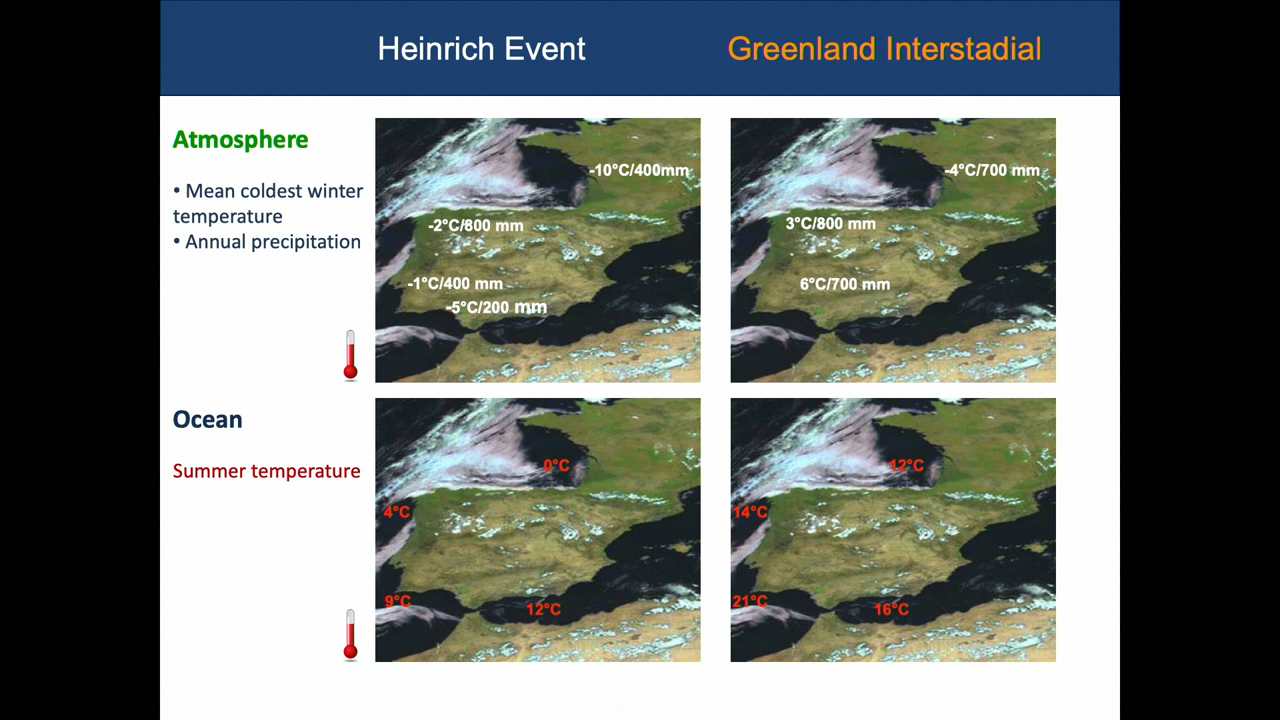 Heinrich Event
Greenland Interstadial
Atmosphere
• Mean coldest winter
temperature
• Annual precipitation
-10°C/400mm
-2°C/800 mm
-1°C/400 mm
-5°C/200 mm
-4°C/700 mm
3°C/800 mm
6°C/700 mm
Ocean
Summer temperature
0°C
4°C
9°C
12°C
12°C
14°C
21°C
16°C